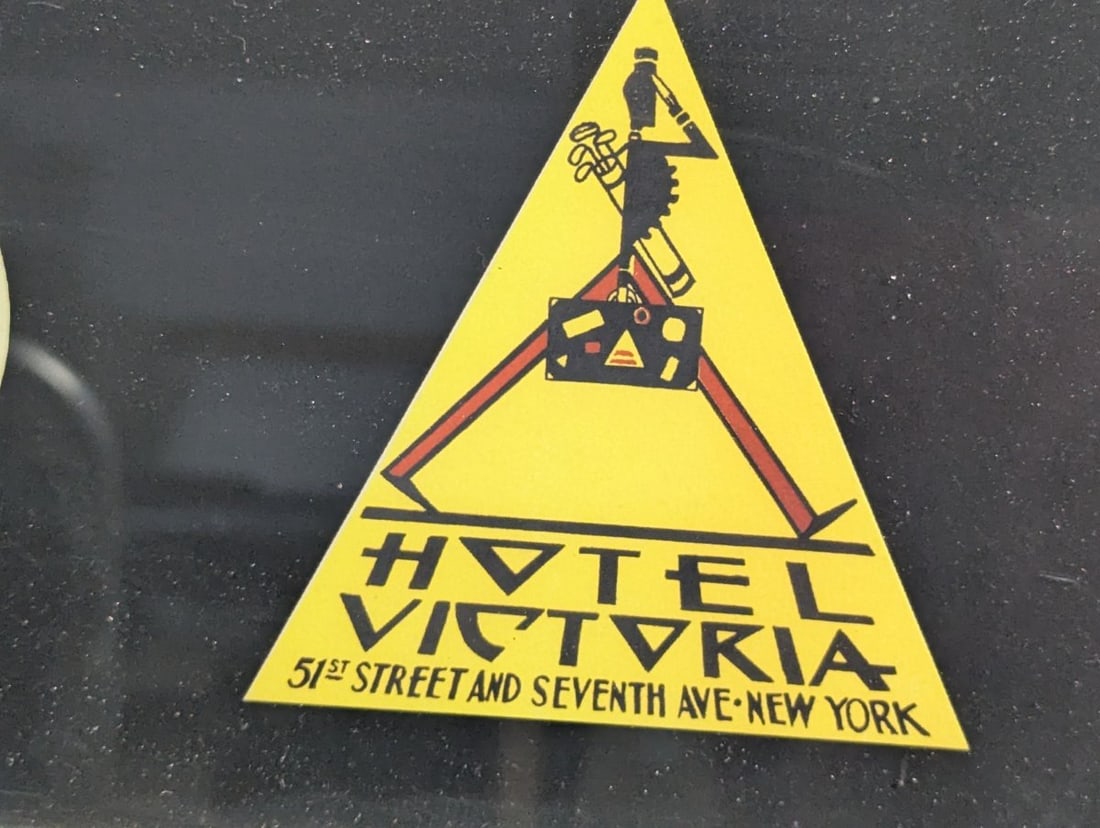 HOTEL
VICTORIA
51ST STREET AND SEVENTH AVE·NEW YORK